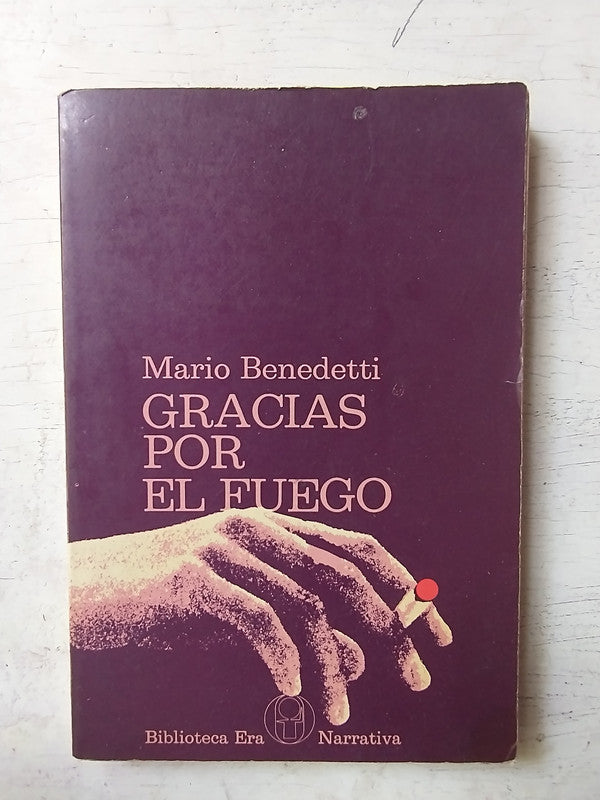 Mario Benedetti
GRACIAS
POR
EL FUEGO
Biblioteca Era Narrativa